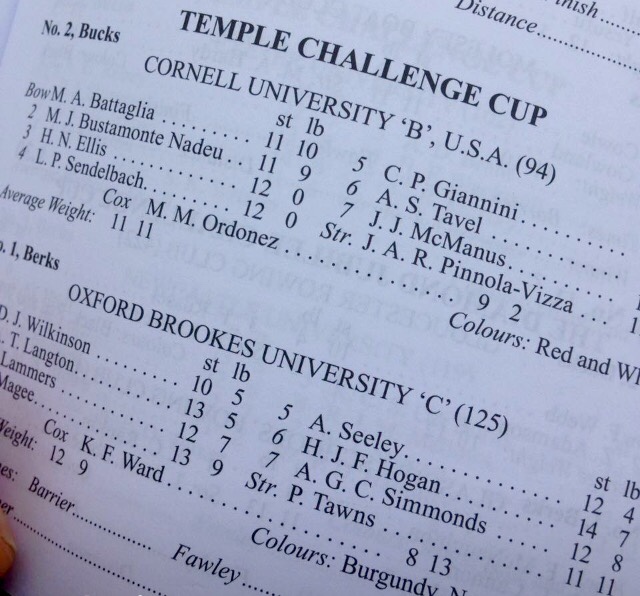 Distance
TEMPLE CHALLENGE CUP
No. 2, Bucks
CORNELL UNIVERSITY ‘B’, U.S.A. (94)
st lb
Bow M. A. Battaglia ......... 11 10 5 C. P. Giannini..........
2 M. J. Bustamonte Nadeu .. 11 9 6 A. S. Tavel ..........
3 H. N. Ellis .......... 12 0 7 J. J. McManus..........
4 L. P. Sendelbach.......... 12 0 Str. J. A. R. Pinnola-Vizza ...
Cox M. M. Ordonez .......... 9 2
Average Weight: 11 11 Colours: Red and
1, Berks
OXFORD BROOKES UNIVERSITY ‘C’ (125)
st lb st lb
D. J. Wilkinson .......... 10 5 5 A. Seeley.......... 12 4
T. Langton.......... 13 5 6 H. J. F. Hogan .......... 14 7
Lammers .......... 12 7 7 A. G. C. Simmonds ...... 12 8
Magee.......... 13 9 Str. P. Tawns .......... 11 11
Cox K. F. Ward.......... 8 13
Weight: 12 9 Colours: Burgundy,
Barrier.......... Fawley..........